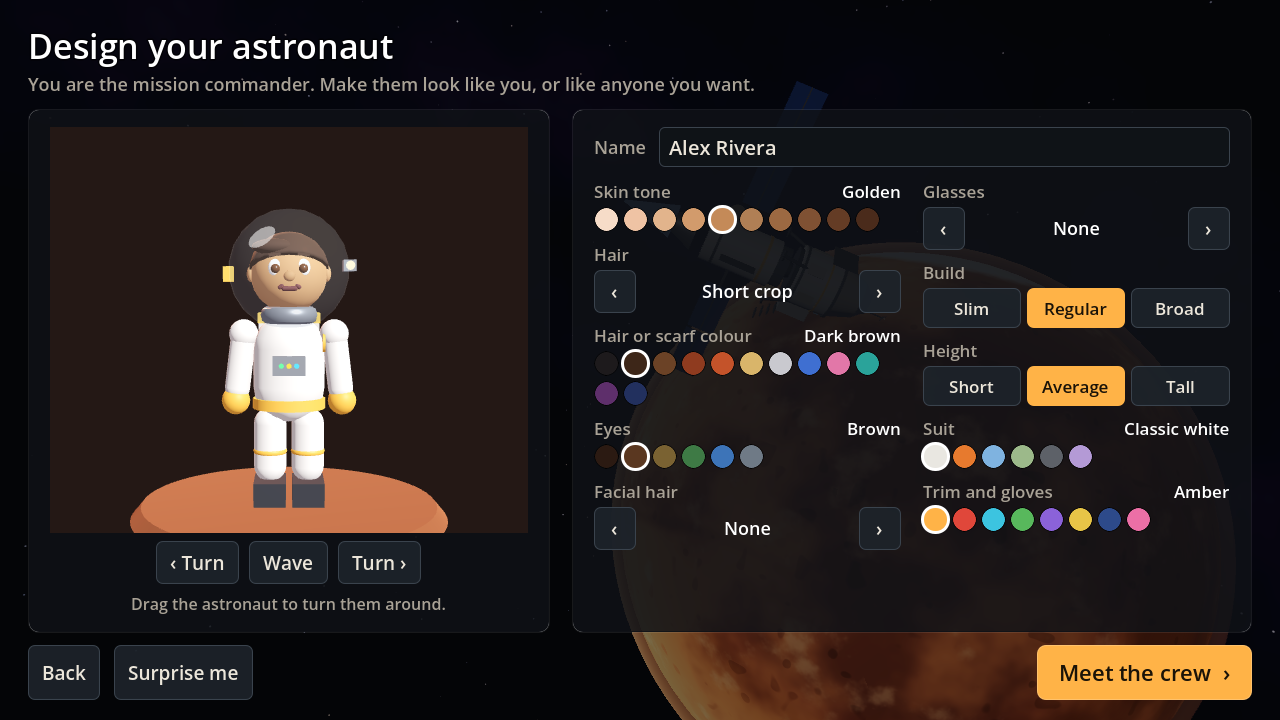 Design your astronaut
You are the mission commander. Make them look like you, or like anyone you want.
‹ Turn
Wave
Turn ›
Drag the astronaut to turn them around.
Name
Alex Rivera
Skin tone
Golden
Hair
‹
Short crop
›
Hair or scarf colour
Dark brown
Eyes
Brown
Facial hair
‹
None
›
Glasses
‹
None
›
Build
Slim
Regular
Broad
Height
Short
Average
Tall
Suit
Classic white
Trim and gloves
Amber
Back
Surprise me
Meet the crew ›